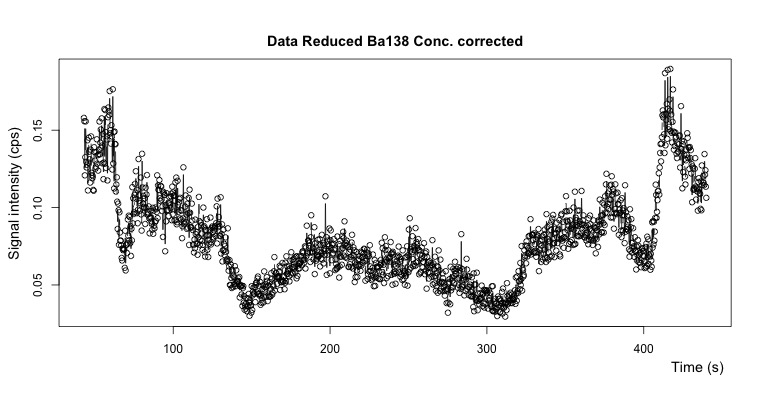 Data Reduced Ba138 Conc. corrected
Signal intensity (cps)
0.15
0.10
0.05
100 200 300 400
Time (s)